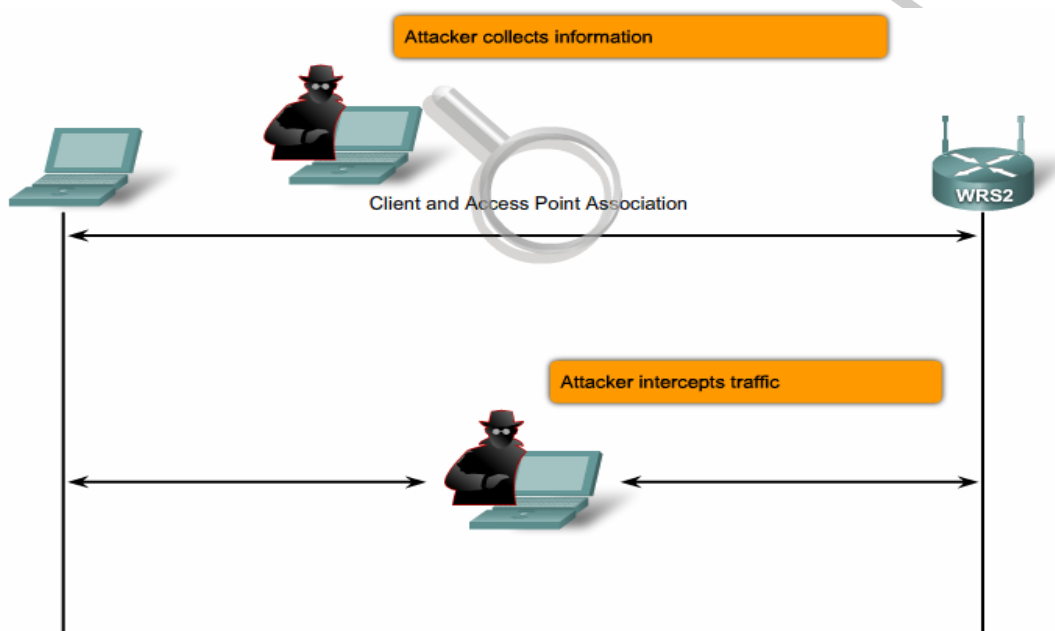 Attacker collects information
WRS2
Client and Access Point Association
Attacker intercepts traffic